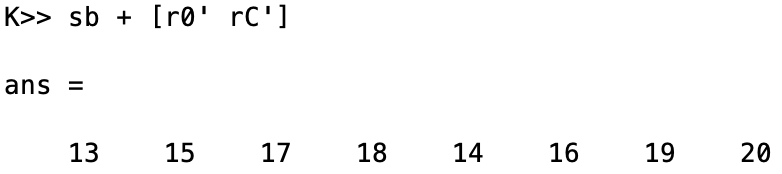 K>> sb + [r0' rC']
ans =
13 15 17 18 14 16 19 20